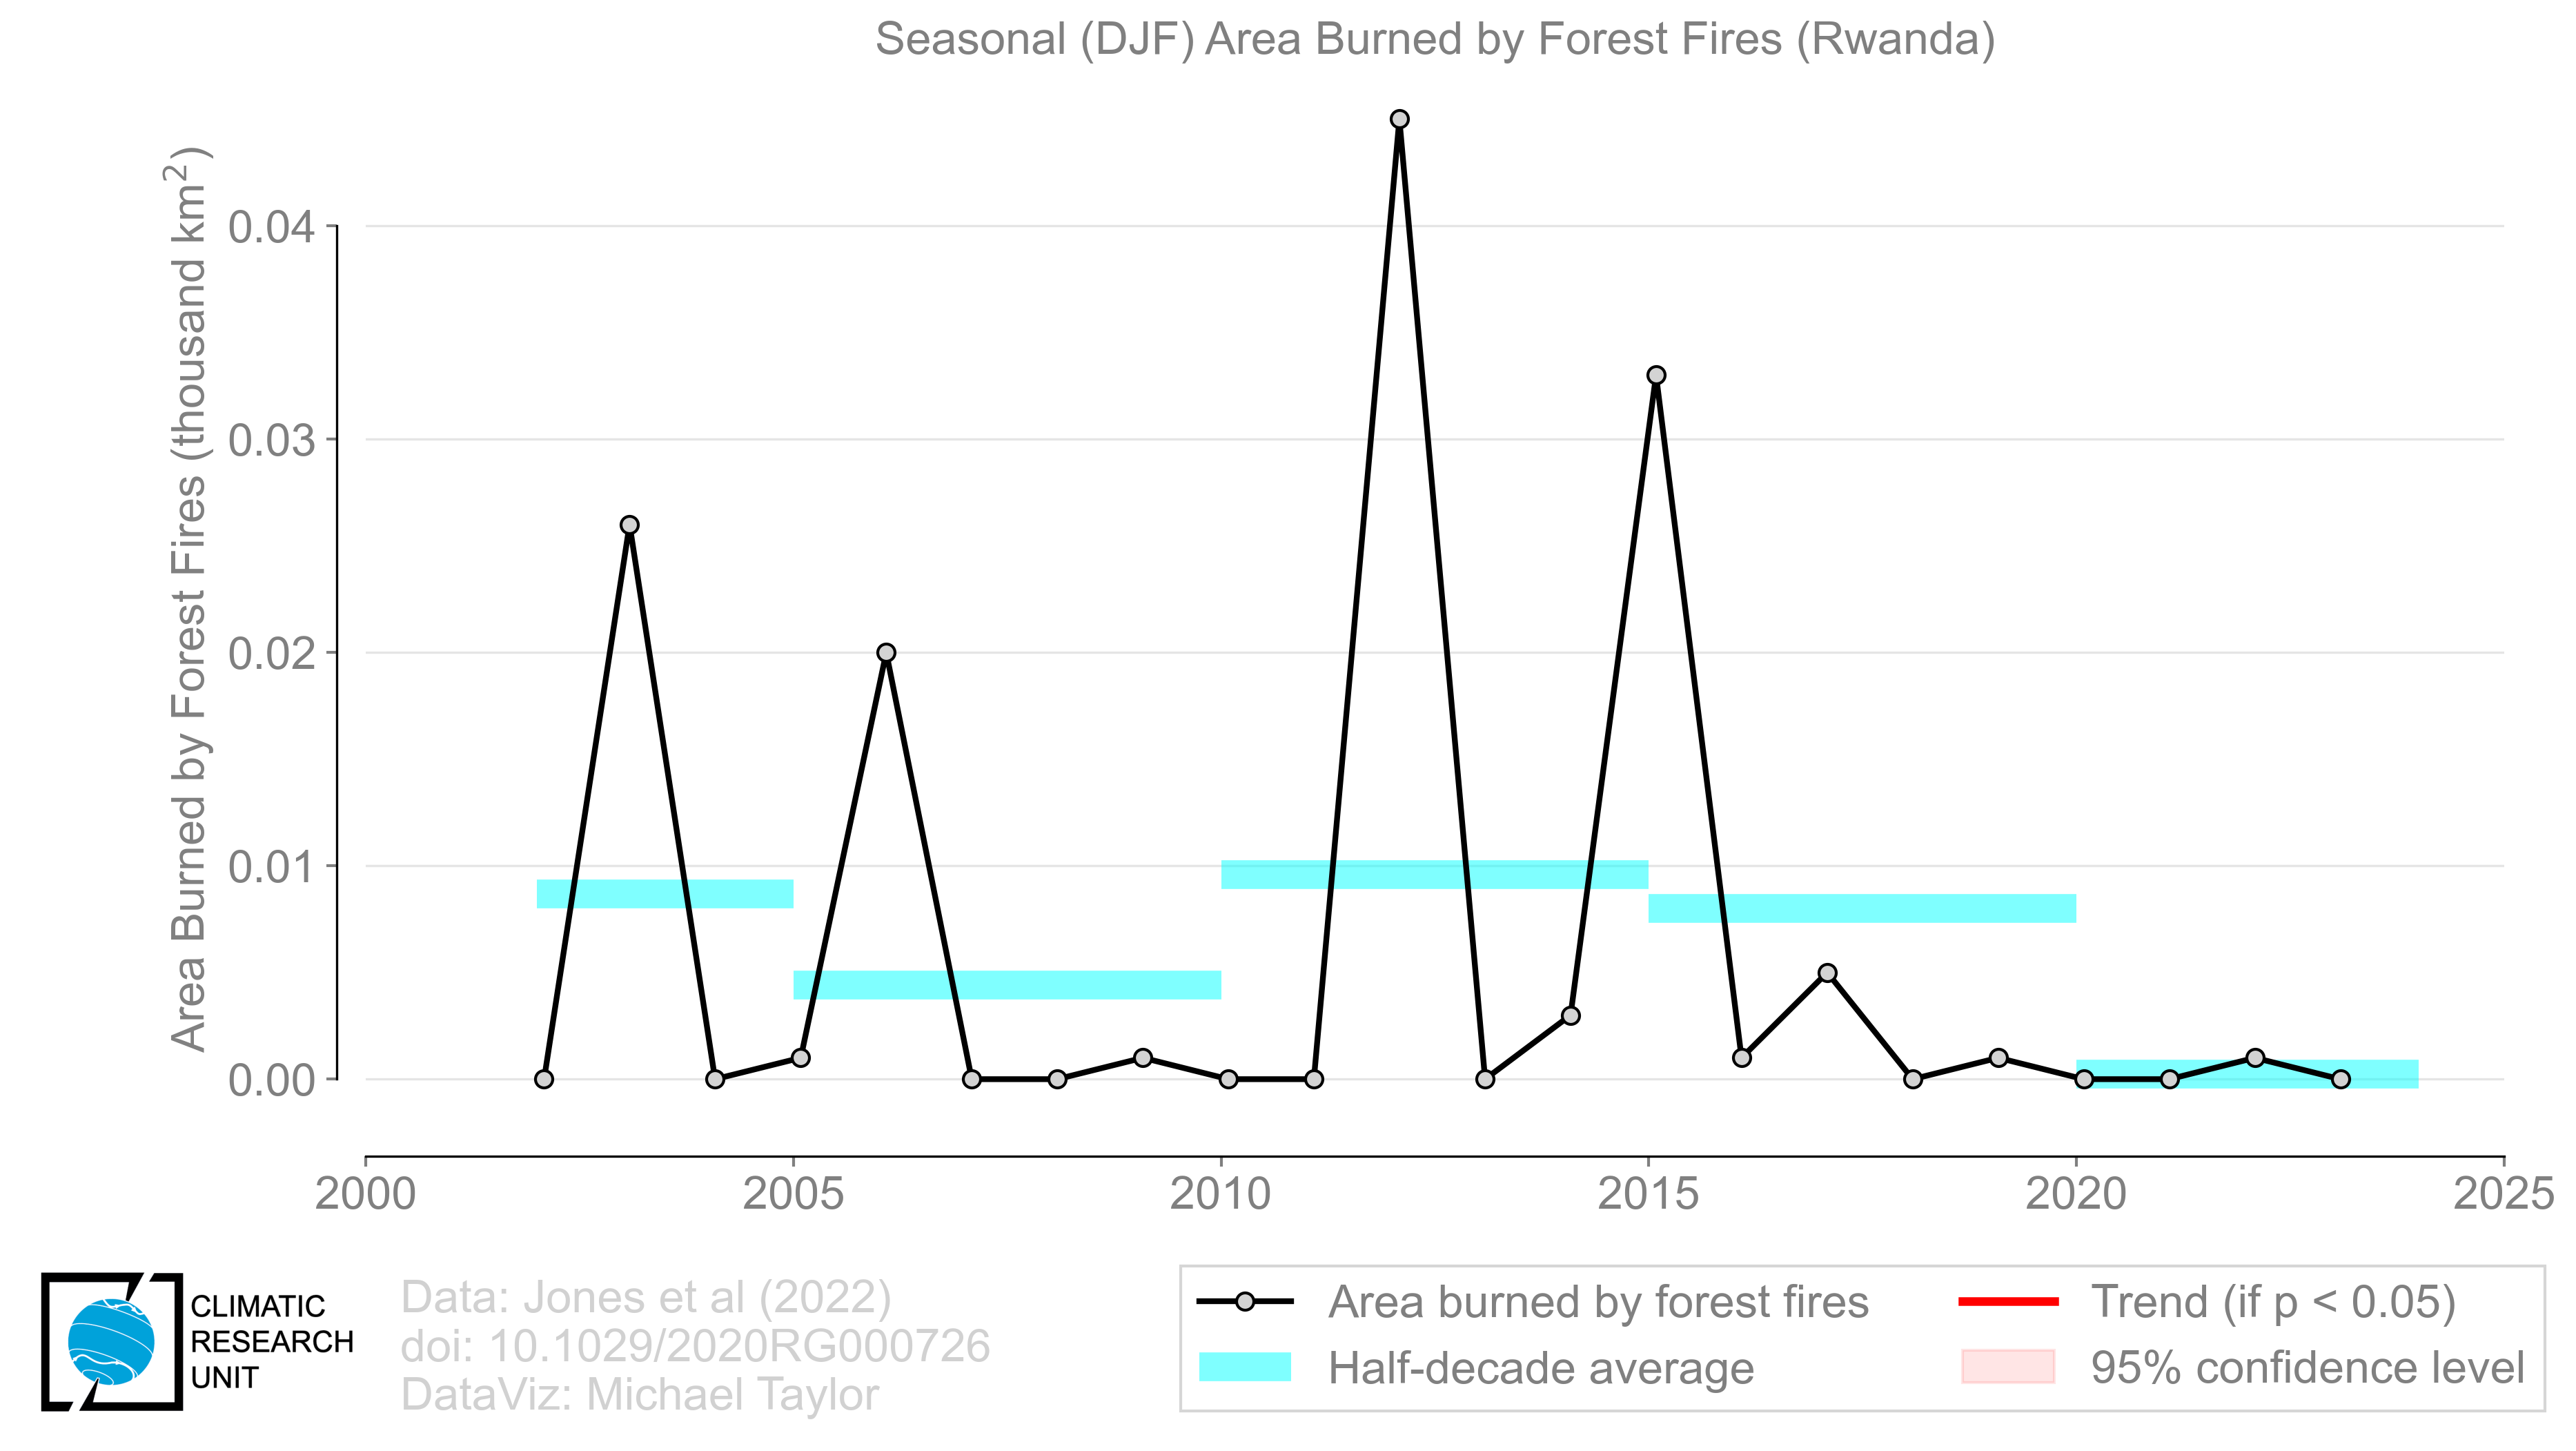 Seasonal (DJF) Area Burned by Forest Fires (Rwanda)
Area Burned by Forest Fires (thousand km²)
0.04
0.03
0.02
0.01
0.00
2000 2005 2010 2015 2020 2025
CLIMATIC
RESEARCH
UNIT
Data: Jones et al (2022)
doi: 10.1029/2020RG000726
DataViz: Michael Taylor
Area burned by forest fires
Half-decade average
Trend (if p < 0.05)
95% confidence level